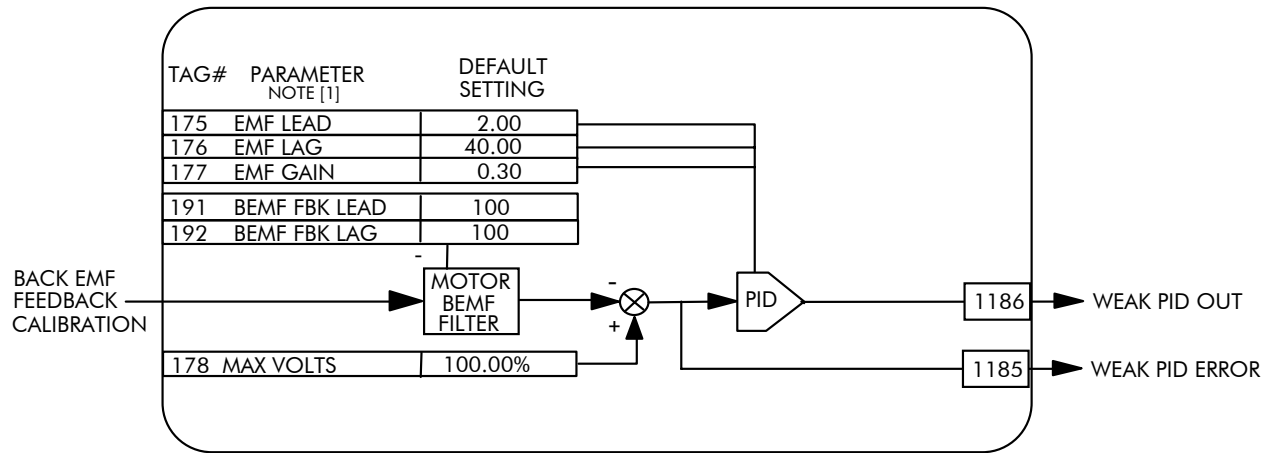 TAG# PARAMETER DEFAULT
NOTE [1] SETTING
175 EMF LEAD 2.00
176 EMF LAG 40.00
177 EMF GAIN 0.30
191 BEMF FBK LEAD 100
192 BEMF FBK LAG 100
-
BACK EMF
FEEDBACK
CALIBRATION
MOTOR
BEMF
FILTER
-
+
PID
1186 WEAK PID OUT
178 MAX VOLTS 100.00%
1185 WEAK PID ERROR